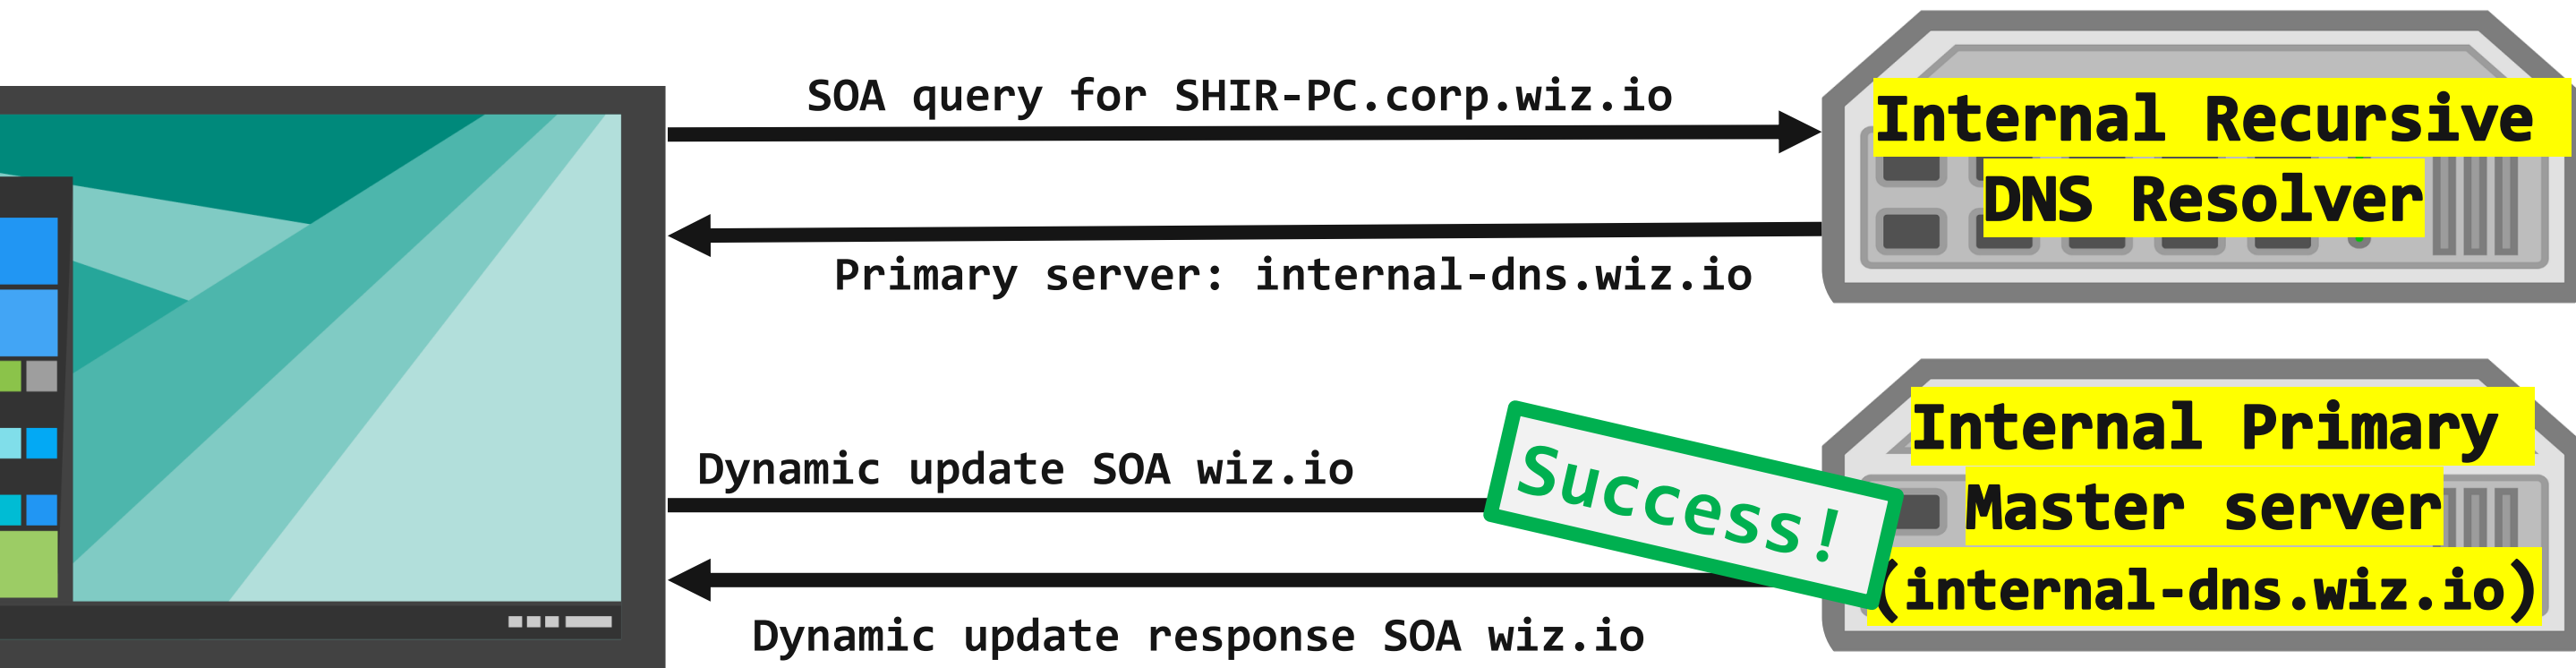 SOA query for SHIR-PC.corp.wiz.io
Internal Recursive
DNS Resolver
Primary server: internal-dns.wiz.io
Dynamic update SOA wiz.io
Success!
Internal Primary
Master server
(internal-dns.wiz.io)
Dynamic update response SOA wiz.io